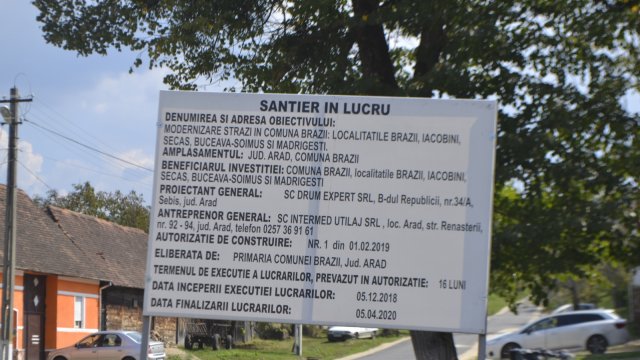 SANTIER IN LUCRU
DENUMIREA SI ADRESA OBIECTIVULUI:
MODERNIZARE STRAZI IN COMUNA BRAZII: LOCALITATILE BRAZII, IACOBINI,
SECAS, BUCEAVA-SOIMUS SI MADRIGESTI.
AMPLASAMENTUL: JUD. ARAD, COMUNA BRAZII
BENEFICIARUL INVESTITIEI: COMUNA BRAZII, localitatile BRAZII, IACOBINI,
SECAS, BUCEAVA-SOIMUS SI MADRIGESTI
PROIECTANT GENERAL: SC DRUM EXPERT SRL, B-dul Republicii, nr.34/A,
Sebis, jud. Arad
ANTREPRENOR GENERAL: SC INTERMED UTILAJ SRL , loc. Arad, str. Renasterii,
nr. 92 - 94, jud. Arad, telefon 0257 36 91 61
AUTORIZATIE DE CONSTRUIRE: NR. 1 din 01.02.2019
ELIBERATA DE: PRIMARIA COMUNEI BRAZII, Jud. ARAD
TERMENUL DE EXECUTIE A LUCRARILOR, PREVAZUT IN AUTORIZATIE: 16 LUNI
DATA INCEPERII EXECUTIEI LUCRARILOR: 05.12.2018
DATA FINALIZARII LUCRARILOR: 05.04.2020